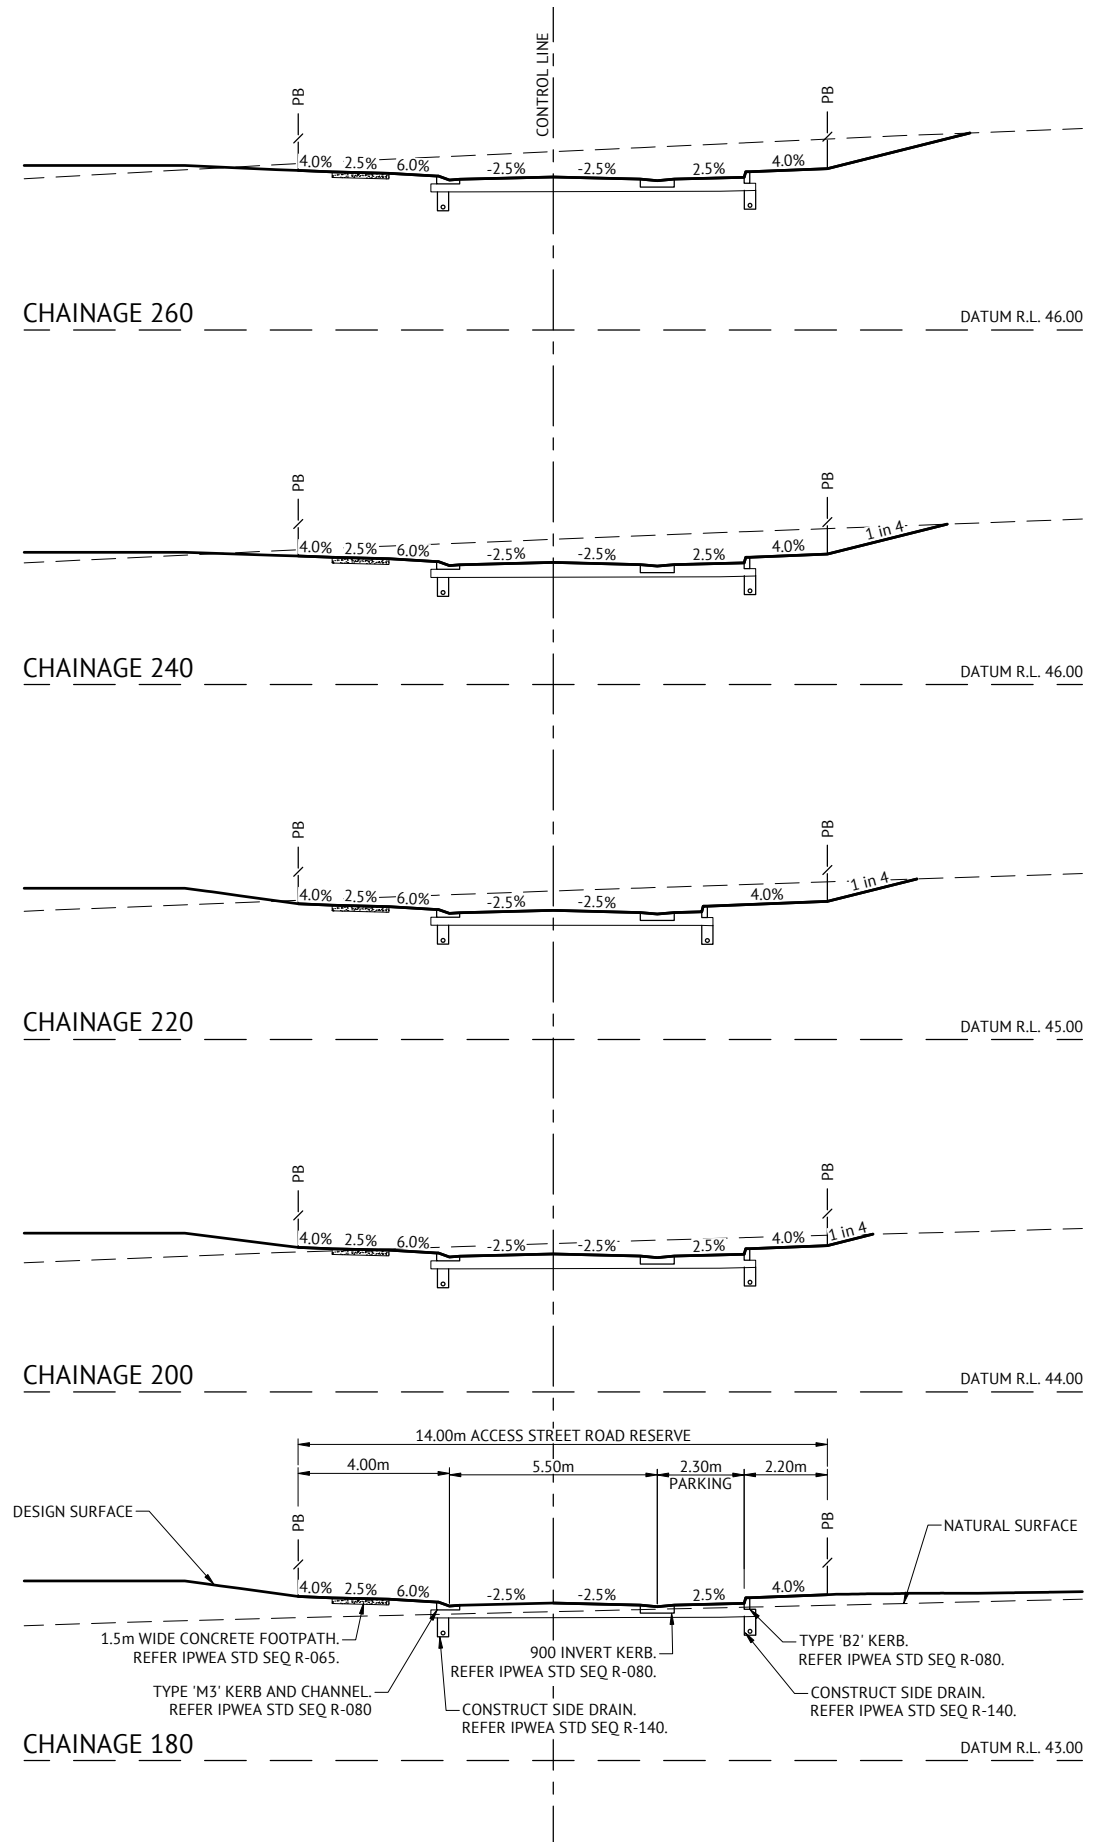 CONTROL LINE
PB
PB
4.0% 2.5% 6.0% -2.5% -2.5% 2.5% 4.0%
CHAINAGE 260
DATUM R.L. 46.00
PB
PB
4.0% 2.5% 6.0% -2.5% -2.5% 2.5% 4.0% 1 in 4
CHAINAGE 240
DATUM R.L. 46.00
PB
PB
4.0% 2.5% 6.0% -2.5% -2.5% 4.0% 1 in 4
CHAINAGE 220
DATUM R.L. 45.00
PB
PB
4.0% 2.5% 6.0% -2.5% -2.5% 2.5% 4.0% 1 in 4
CHAINAGE 200
DATUM R.L. 44.00
14.00m ACCESS STREET ROAD RESERVE
4.00m 5.50m 2.30m 2.20m
PARKING
DESIGN SURFACE
PB
PB
NATURAL SURFACE
4.0% 2.5% 6.0% -2.5% -2.5% 2.5% 4.0%
1.5m WIDE CONCRETE FOOTPATH.
REFER IPWEA STD SEQ R-065.
900 INVERT KERB.
REFER IPWEA STD SEQ R-080.
TYPE 'B2' KERB.
REFER IPWEA STD SEQ R-080.
TYPE 'M3' KERB AND CHANNEL.
REFER IPWEA STD SEQ R-080
CONSTRUCT SIDE DRAIN.
REFER IPWEA STD SEQ R-140.
CONSTRUCT SIDE DRAIN.
REFER IPWEA STD SEQ R-140.
CHAINAGE 180
DATUM R.L. 43.00